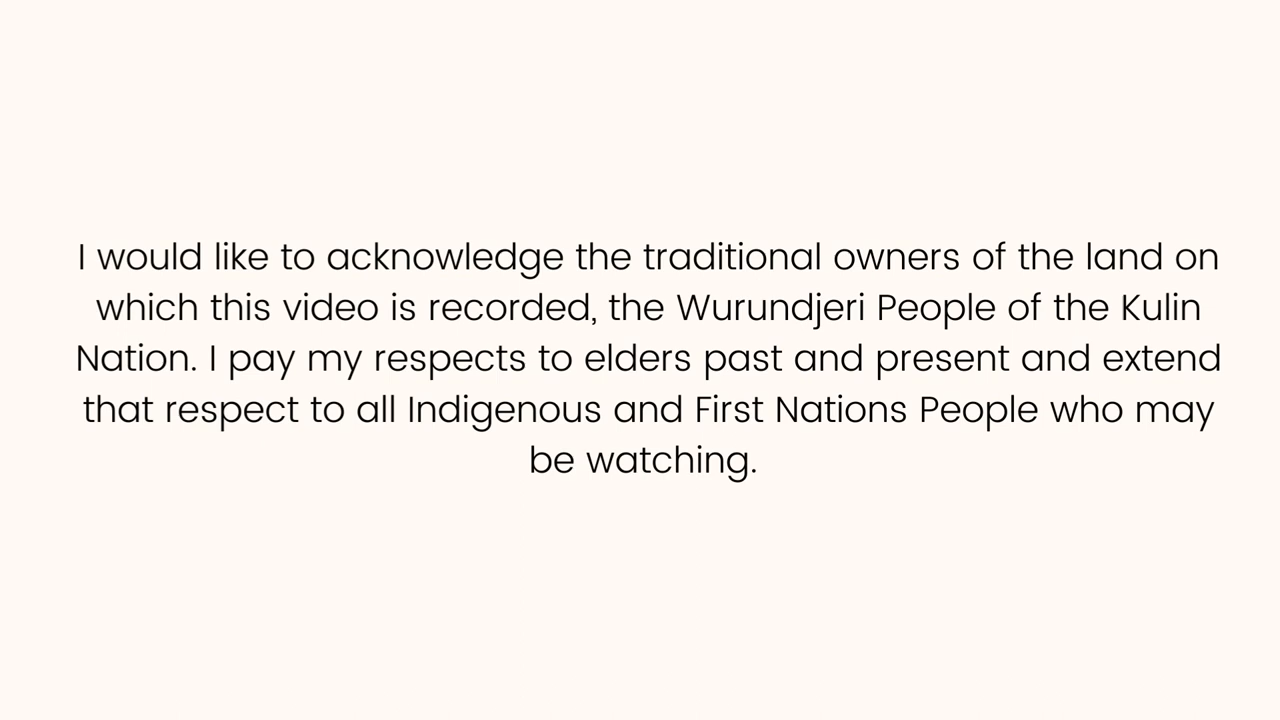 I would like to acknowledge the traditional owners of the land on
which this video is recorded, the Wurundjeri People of the Kulin
Nation. I pay my respects to elders past and present and extend
that respect to all Indigenous and First Nations People who may
be watching.